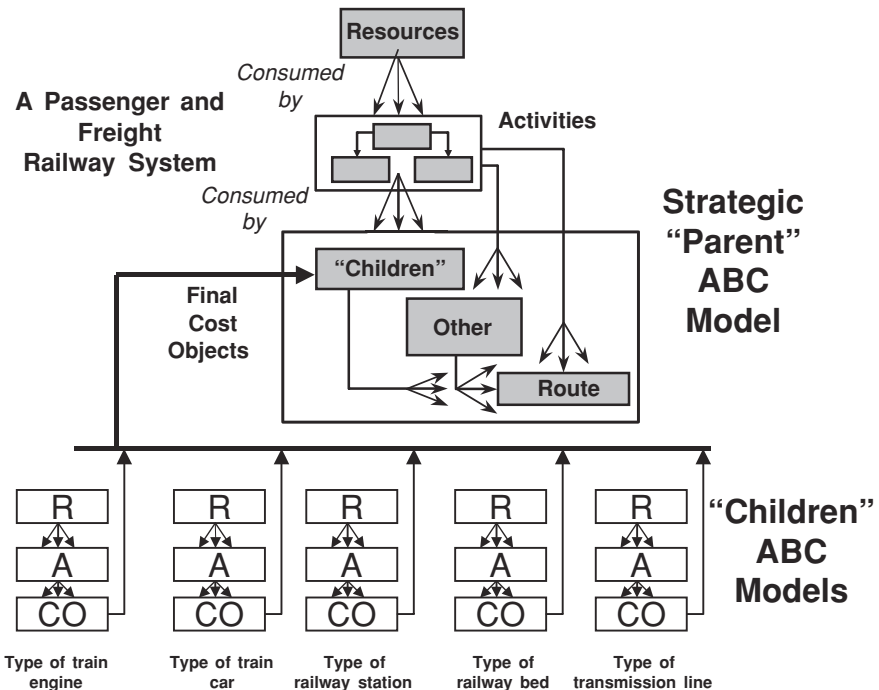 Resources
Consumed
by
A Passenger and
Freight
Railway System
Activities
Consumed
by
Strategic
“Parent”
ABC
Model
“Children”
Final
Cost
Objects
Other
Route
R
A
CO
R
A
CO
R
A
CO
R
A
CO
R
A
CO
“Children”
ABC
Models
Type of train
engine
Type of train
car
Type of
railway station
Type of
railway bed
Type of
transmission line